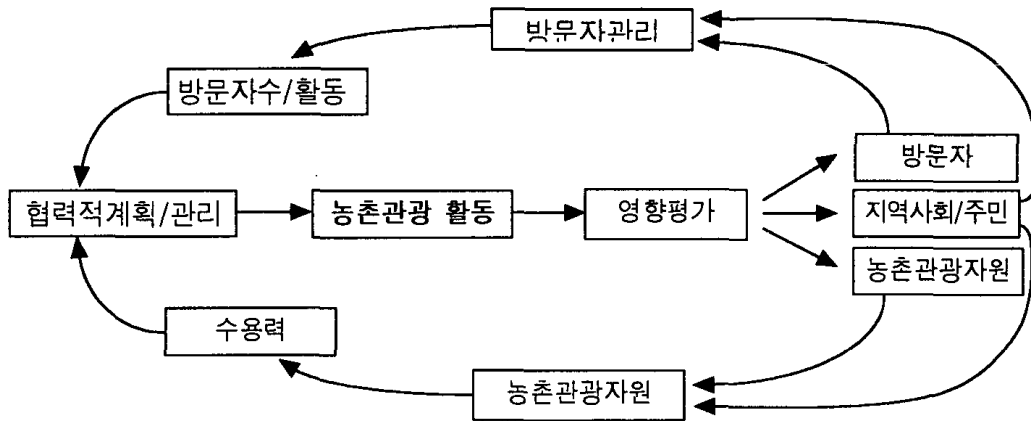 방문자관리
방문자수/활동
방문자
협력적계획/관리
농촌관광 활동
영향평가
지역사회/주민
농촌관광자원
수용력
농촌관광자원